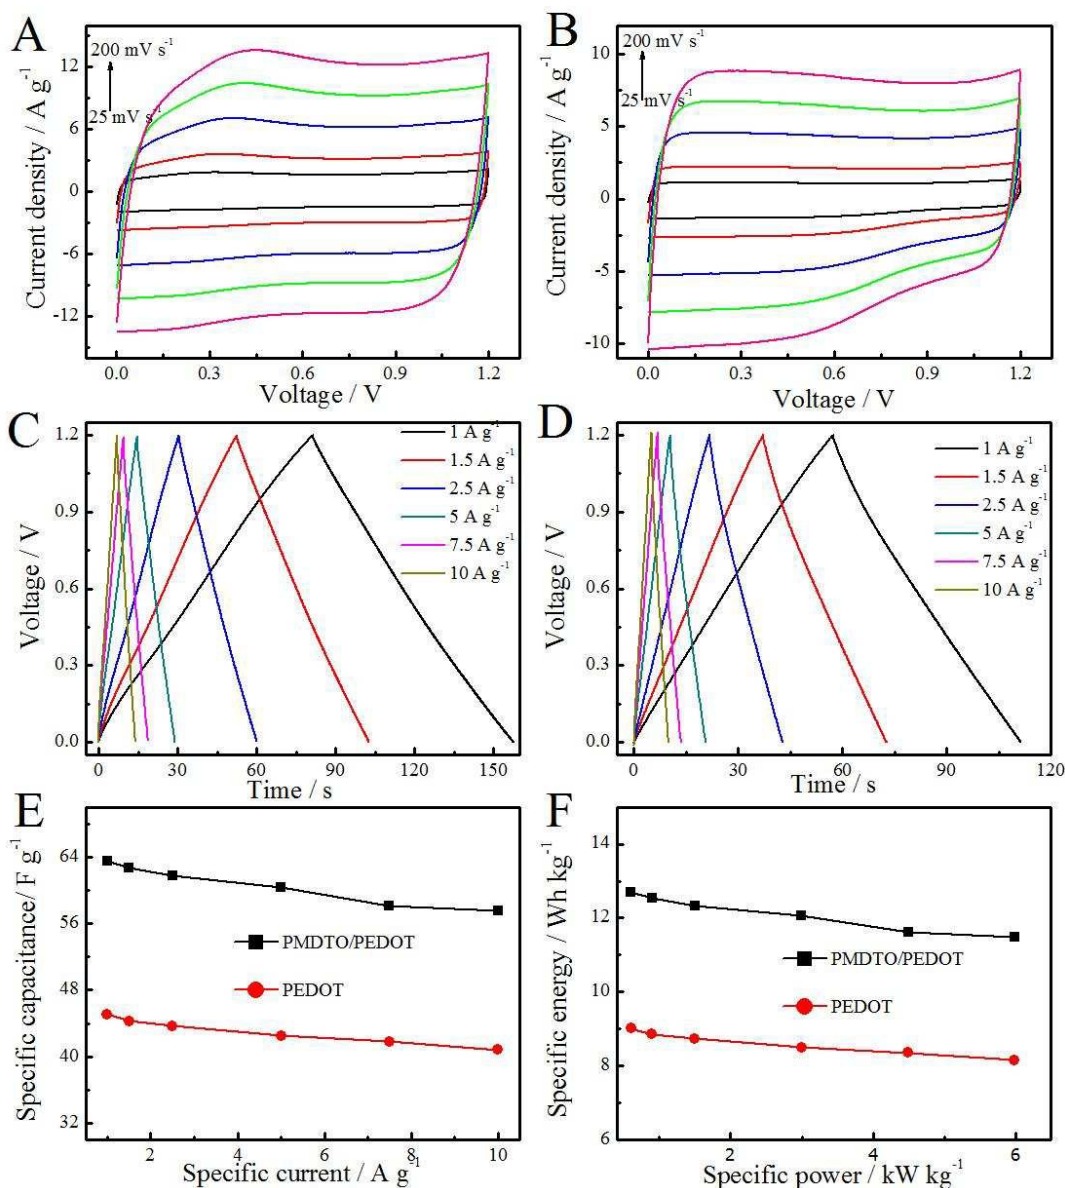 A
200 mV s⁻¹
25 mV s⁻¹
Current density / A g⁻¹
12
6
0
-6
-12
0.0 0.3 0.6 0.9 1.2
Voltage / V
B
200 mV s⁻¹
25 mV s⁻¹
Current density / A g⁻¹
10
5
0
-5
-10
0.0 0.3 0.6 0.9 1.2
Voltage / V
C
1 A g⁻¹
1.5 A g⁻¹
2.5 A g⁻¹
5 A g⁻¹
7.5 A g⁻¹
10 A g⁻¹
Voltage / V
1.2
0.9
0.6
0.3
0.0
0 30 60 90 120 150
Time / s
D
1 A g⁻¹
1.5 A g⁻¹
2.5 A g⁻¹
5 A g⁻¹
7.5 A g⁻¹
10 A g⁻¹
Voltage / V
1.2
0.9
0.6
0.3
0.0
0 30 60 90 120
Time / s
E
Specific capacitance/ F g⁻¹
64
56
48
40
32
PMDTO/PEDOT
PEDOT
2 4 6 8 10
Specific current / A g⁻¹
F
Specific energy / Wh kg⁻¹
14
12
10
8
6
PMDTO/PEDOT
PEDOT
2 4 6
Specific power / kW kg⁻¹